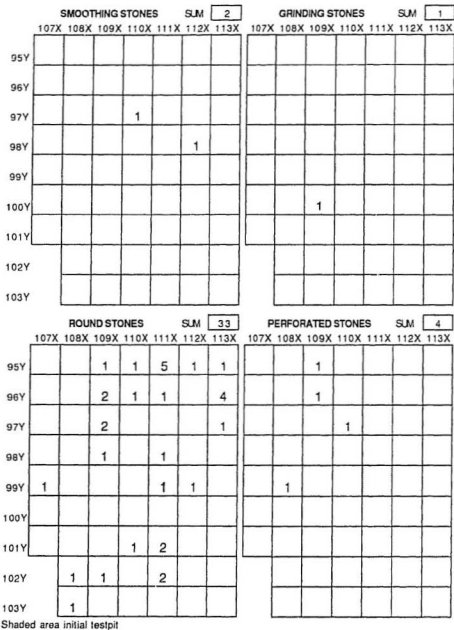 SMOOTHING STONES SUM 2
107X 108X 109X 110X 111X 112X 113X
95Y
96Y
97Y 1
98Y 1
99Y
100Y
101Y
102Y
103Y
GRINDING STONES SUM 1
107X 108X 109X 110X 111X 112X 113X
1
ROUND STONES SUM 33
107X 108X 109X 110X 111X 112X 113X
95Y 1 1 5 1 1
96Y 2 1 1 4
97Y 2 1
98Y 1 1
99Y 1 1 1
100Y
101Y 1 2
102Y 1 1 2
103Y 1
PERFORATED STONES SUM 4
107X 108X 109X 110X 111X 112X 113X
1
1
1
1
Shaded area initial testpit